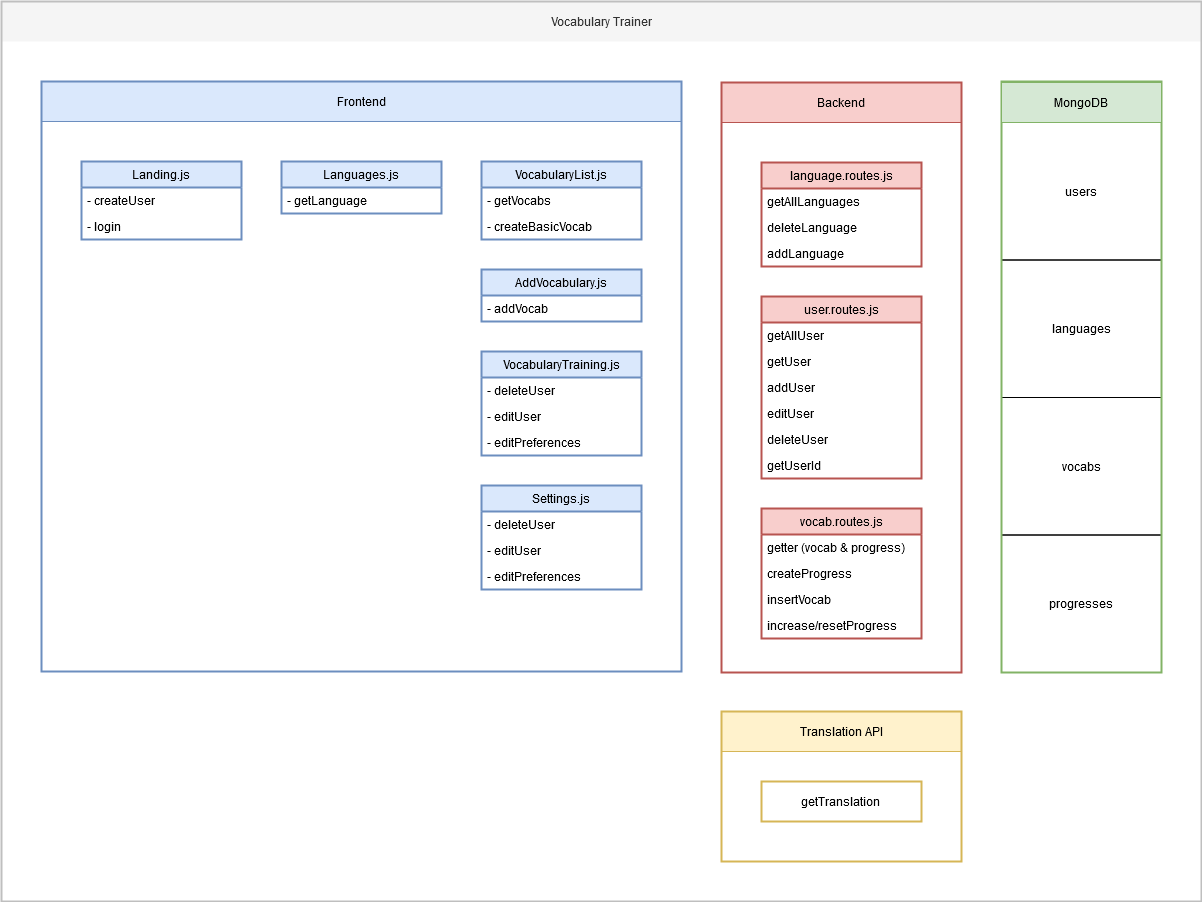 Vocabulary Trainer
Frontend
Landing.js
- createUser
- login
Languages.js
- getLanguage
VocabularyList.js
- getVocabs
- createBasicVocab
AddVocabulary.js
- addVocab
VocabularyTraining.js
- deleteUser
- editUser
- editPreferences
Settings.js
- deleteUser
- editUser
- editPreferences
Backend
language.routes.js
getAllLanguages
deleteLanguage
addLanguage
user.routes.js
getAllUser
getUser
addUser
editUser
deleteUser
getUserId
vocab.routes.js
getter (vocab & progress)
createProgress
insertVocab
increase/resetProgress
MongoDB
users
languages
vocabs
progresses
Translation API
getTranslation